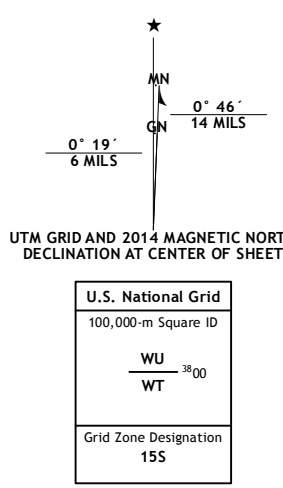 ★
MN
GN
0° 46´
14 MILS
0° 19´
6 MILS
UTM GRID AND 2014 MAGNETIC NORT
DECLINATION AT CENTER OF SHEET
U.S. National Grid
100,000-m Square ID
WU
3800
WT
Grid Zone Designation
15S